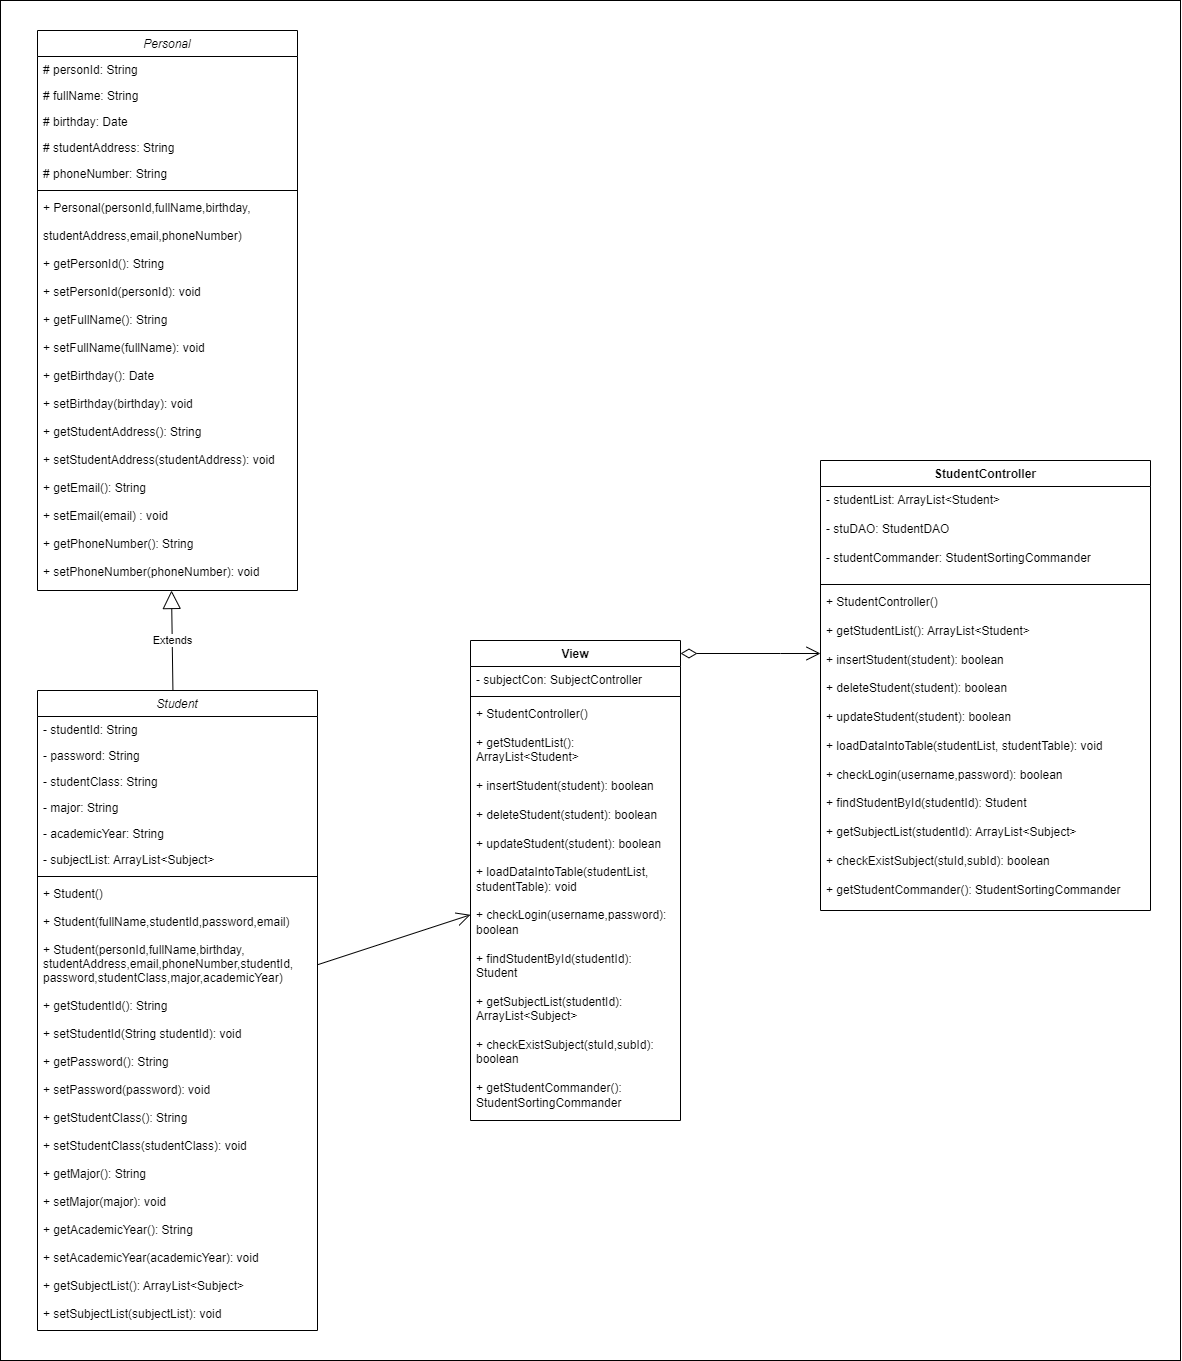 Personal
# personId: String
# fullName: String
# birthday: Date
# studentAddress: String
# phoneNumber: String
+ Personal(personId,fullName,birthday,
studentAddress,email,phoneNumber)
+ getPersonId(): String
+ setPersonId(personId): void
+ getFullName(): String
+ setFullName(fullName): void
+ getBirthday(): Date
+ setBirthday(birthday): void
+ getStudentAddress(): String
+ setStudentAddress(studentAddress): void
+ getEmail(): String
+ setEmail(email) : void
+ getPhoneNumber(): String
+ setPhoneNumber(phoneNumber): void
Extends
Student
- studentId: String
- password: String
- studentClass: String
- major: String
- academicYear: String
- subjectList: ArrayList<Subject>
+ Student()
+ Student(fullName,studentId,password,email)
+ Student(personId,fullName,birthday,
studentAddress,email,phoneNumber,studentId,
password,studentClass,major,academicYear)
+ getStudentId(): String
+ setStudentId(String studentId): void
+ getPassword(): String
+ setPassword(password): void
+ getStudentClass(): String
+ setStudentClass(studentClass): void
+ getMajor(): String
+ setMajor(major): void
+ getAcademicYear(): String
+ setAcademicYear(academicYear): void
+ getSubjectList(): ArrayList<Subject>
+ setSubjectList(subjectList): void
View
- subjectCon: SubjectController
+ StudentController()
+ getStudentList():
ArrayList<Student>
+ insertStudent(student): boolean
+ deleteStudent(student): boolean
+ updateStudent(student): boolean
+ loadDataIntoTable(studentList,
studentTable): void
+ checkLogin(username,password):
boolean
+ findStudentById(studentId):
Student
+ getSubjectList(studentId):
ArrayList<Subject>
+ checkExistSubject(stuId,subId):
boolean
+ getStudentCommander():
StudentSortingCommander
StudentController
- studentList: ArrayList<Student>
- stuDAO: StudentDAO
- studentCommander: StudentSortingCommander
+ StudentController()
+ getStudentList(): ArrayList<Student>
+ insertStudent(student): boolean
+ deleteStudent(student): boolean
+ updateStudent(student): boolean
+ loadDataIntoTable(studentList, studentTable): void
+ checkLogin(username,password): boolean
+ findStudentById(studentId): Student
+ getSubjectList(studentId): ArrayList<Subject>
+ checkExistSubject(stuId,subId): boolean
+ getStudentCommander(): StudentSortingCommander